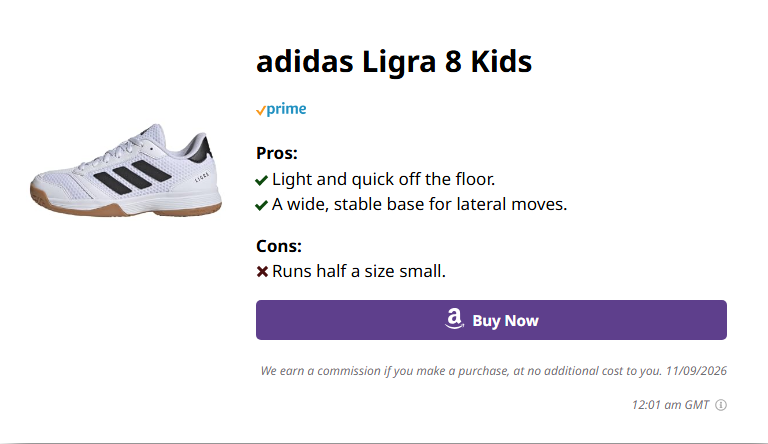 adidas Ligra 8 Kids
prime
Pros:
Light and quick off the floor.
A wide, stable base for lateral moves.
LIGRA
Cons:
Runs half a size small.
Buy Now
We earn a commission if you make a purchase, at no additional cost to you. 11/09/2026
12:01 am GMT